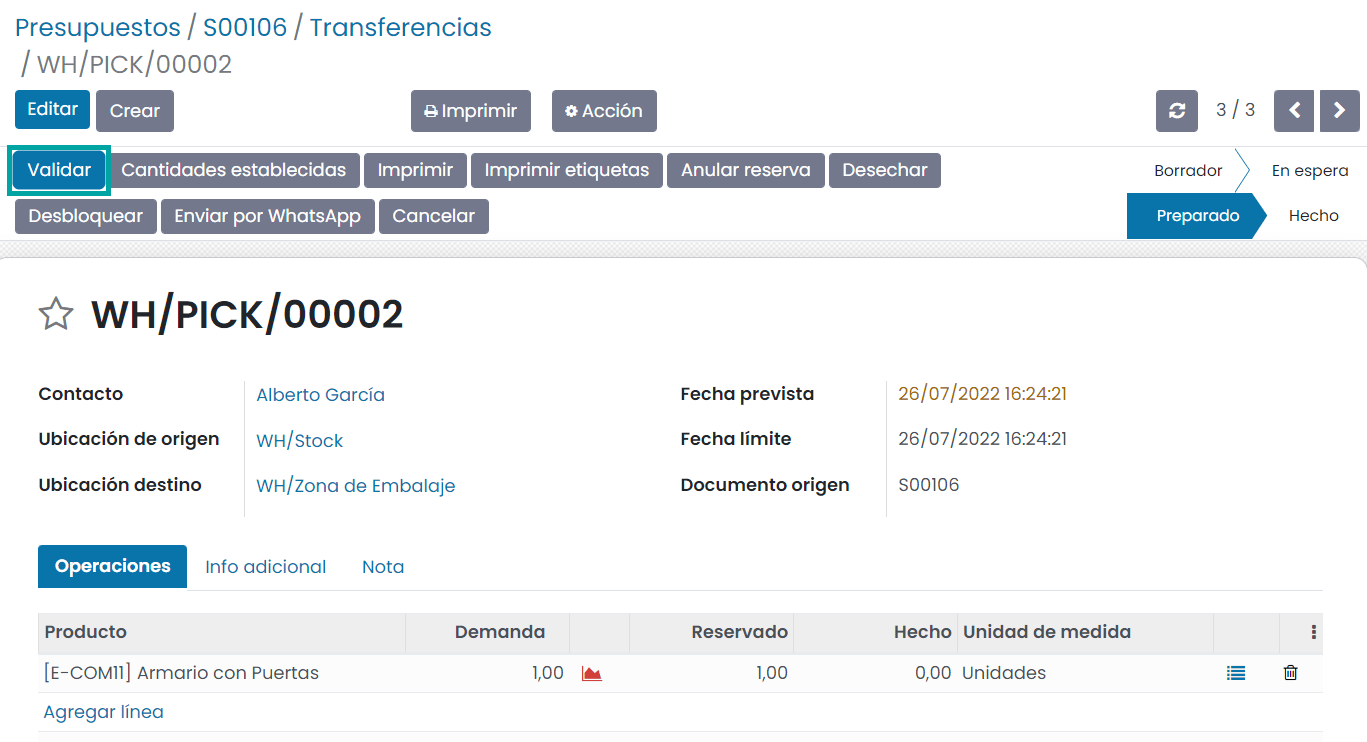 Presupuestos / S00106 / Transferencias
/ WH/PICK/00002
Editar Crear Imprimir Acción 3 / 3
Validar Cantidades establecidas Imprimir Imprimir etiquetas Anular reserva Desechar Borrador En espera
Desbloquear Enviar por WhatsApp Cancelar Preparado Hecho
WH/PICK/00002
Contacto Alberto García Fecha prevista 26/07/2022 16:24:21
Ubicación de origen WH/Stock Fecha límite 26/07/2022 16:24:21
Ubicación destino WH/Zona de Embalaje Documento origen S00106
Operaciones Info adicional Nota
Producto Demanda Reservado Hecho Unidad de medida
[E-COM11] Armario con Puertas 1,00 1,00 0,00 Unidades
Agregar línea